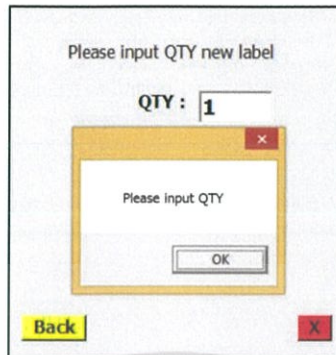 Please input QTY new label
QTY : 1
x
Please input QTY
OK
Back X